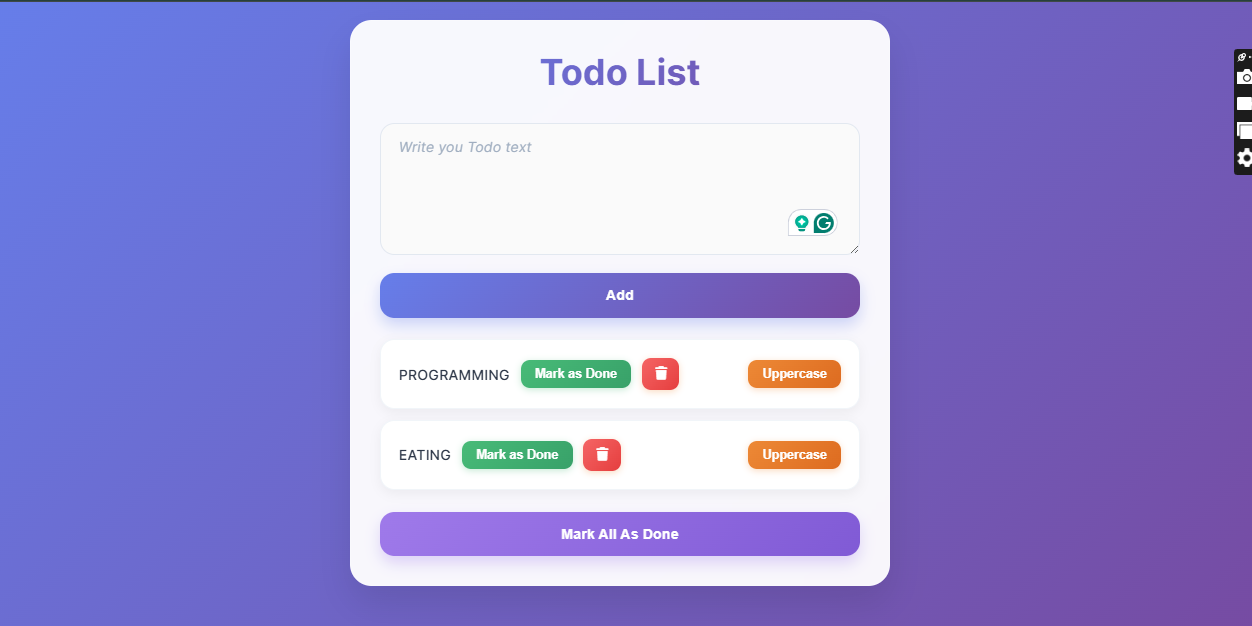 Todo List
Write you Todo text
Add
PROGRAMMING Mark as Done Uppercase
EATING Mark as Done Uppercase
Mark All As Done